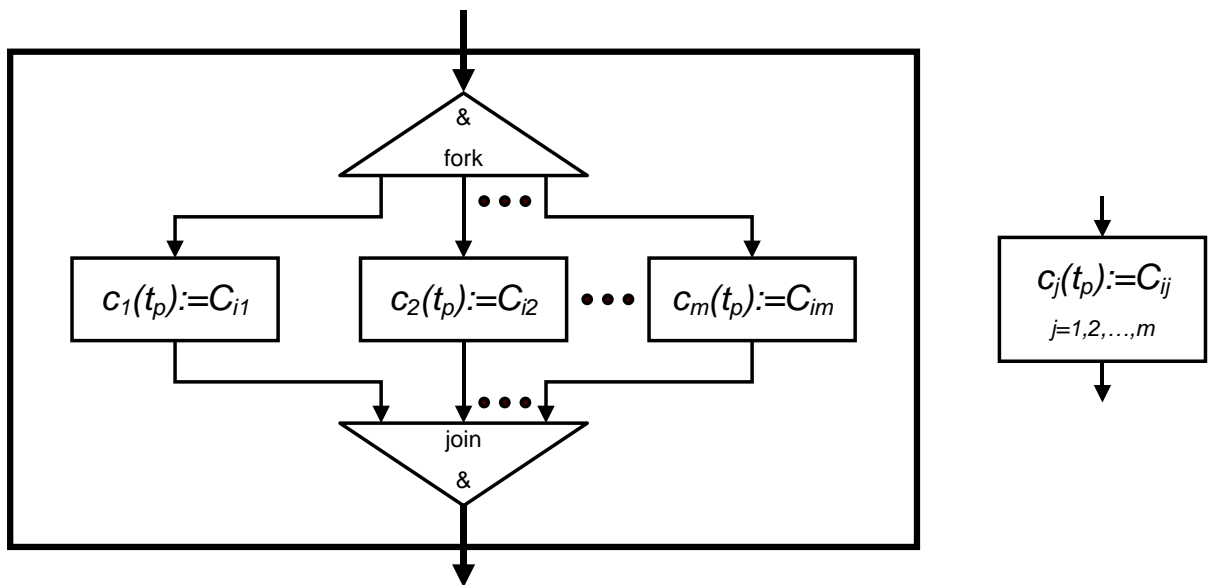 &
fork
c₁(tₚ):=Cᵢ₁
c₂(tₚ):=Cᵢ₂
cₘ(tₚ):=Cᵢₘ
join
&
cⱼ(tₚ):=Cᵢⱼ
j=1,2,…,m